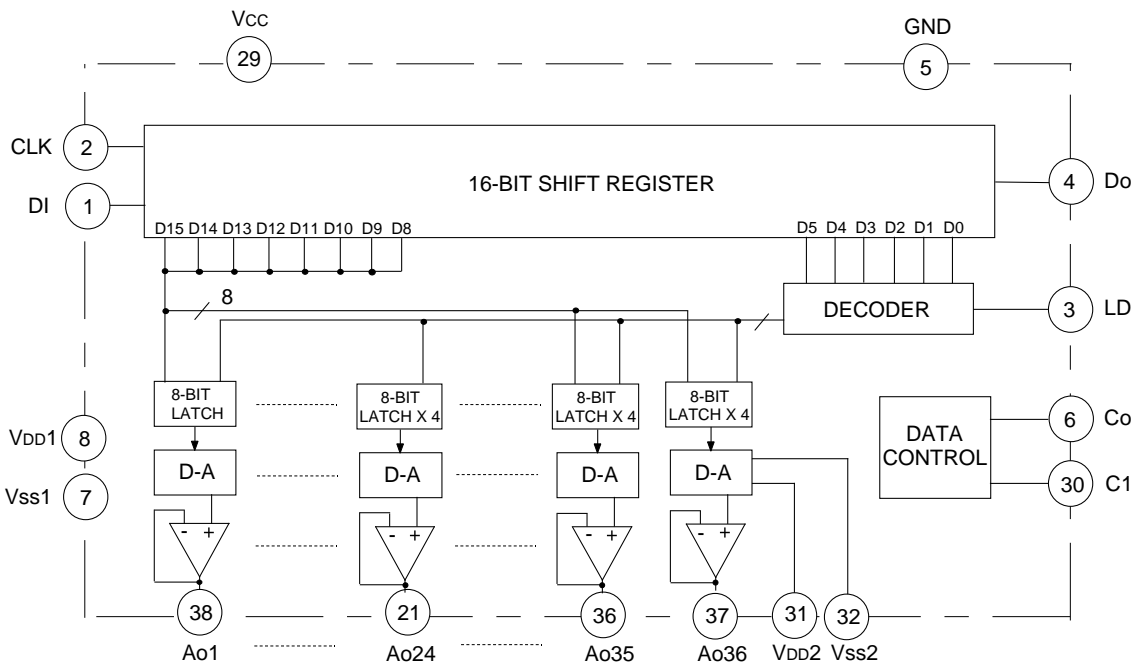 Vcc
GND
29
5
CLK
2
16-BIT SHIFT REGISTER
4
Do
DI
1
D15 D14 D13 D12 D11 D10 D9 D8
D5 D4 D3 D2 D1 D0
8
DECODER
3
LD
8-BIT
LATCH
8-BIT
LATCH X 4
8-BIT
LATCH X 4
8-BIT
LATCH X 4
DATA
CONTROL
6
Co
VDD1
8
D-A
D-A
D-A
D-A
30
C1
Vss1
7
- +
- +
- +
- +
38
21
36
37
31
32
Ao1
Ao24
Ao35
Ao36
VDD2
Vss2